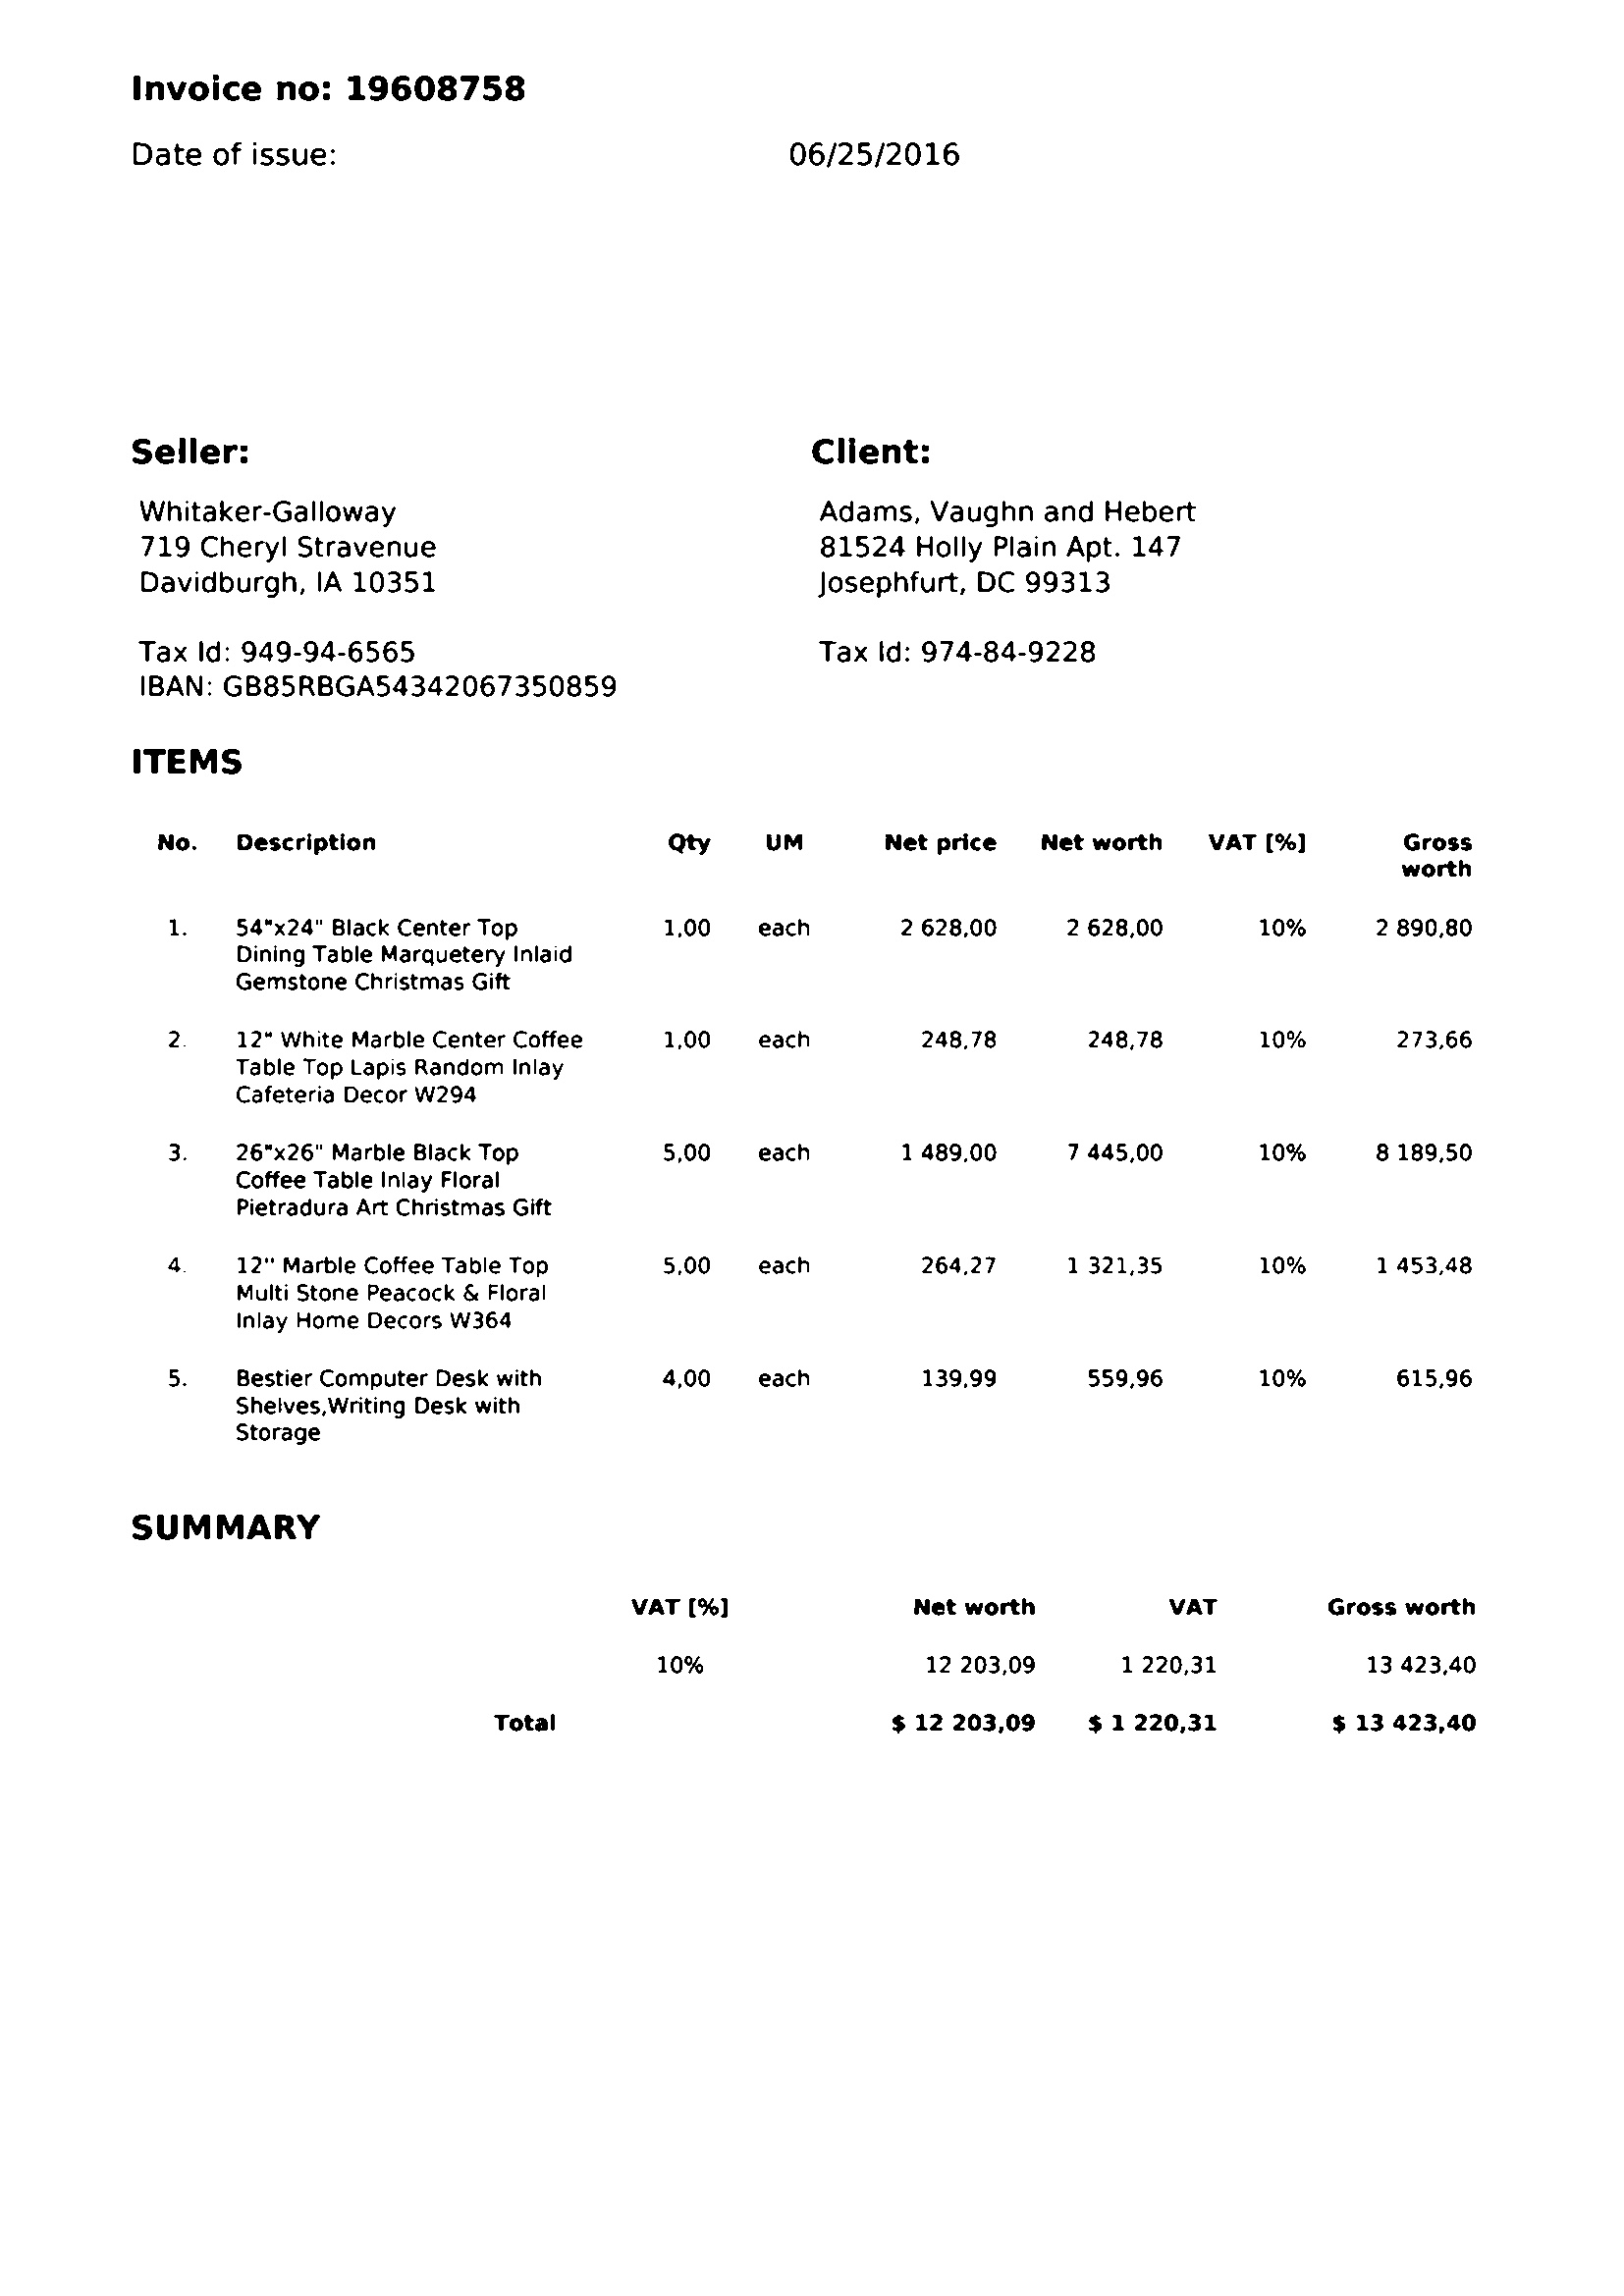 Invoice no: 19608758
Date of issue: 06/25/2016
Seller: Client:
Whitaker-Galloway Adams, Vaughn and Hebert
719 Cheryl Stravenue 81524 Holly Plain Apt. 147
Davidburgh, IA 10351 Josephfurt, DC 99313
Tax Id: 949-94-6565 Tax Id: 974-84-9228
IBAN: GB85RBGA54342067350859
ITEMS
No. Description Qty UM Net price Net worth VAT [%] Gross
worth
1. 54"x24" Black Center Top 1,00 each 2 628,00 2 628,00 10% 2 890,80
Dining Table Marquetery Inlaid
Gemstone Christmas Gift
2. 12" White Marble Center Coffee 1,00 each 248,78 248,78 10% 273,66
Table Top Lapis Random Inlay
Cafeteria Decor W294
3. 26"x26" Marble Black Top 5,00 each 1 489,00 7 445,00 10% 8 189,50
Coffee Table Inlay Floral
Pietradura Art Christmas Gift
4. 12" Marble Coffee Table Top 5,00 each 264,27 1 321,35 10% 1 453,48
Multi Stone Peacock & Floral
Inlay Home Decors W364
5. Bestier Computer Desk with 4,00 each 139,99 559,96 10% 615,96
Shelves,Writing Desk with
Storage
SUMMARY
VAT [%] Net worth VAT Gross worth
10% 12 203,09 1 220,31 13 423,40
Total $ 12 203,09 $ 1 220,31 $ 13 423,40